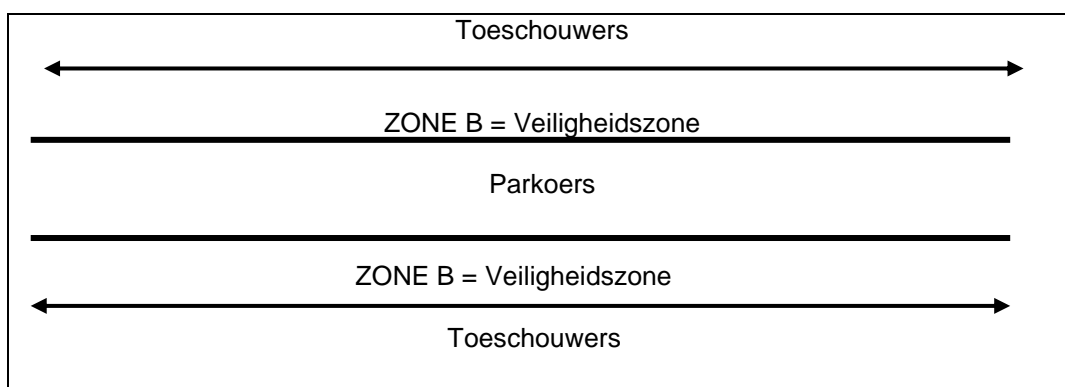 Toeschouwers
ZONE B = Veiligheidszone
Parkoers
ZONE B = Veiligheidszone
Toeschouwers